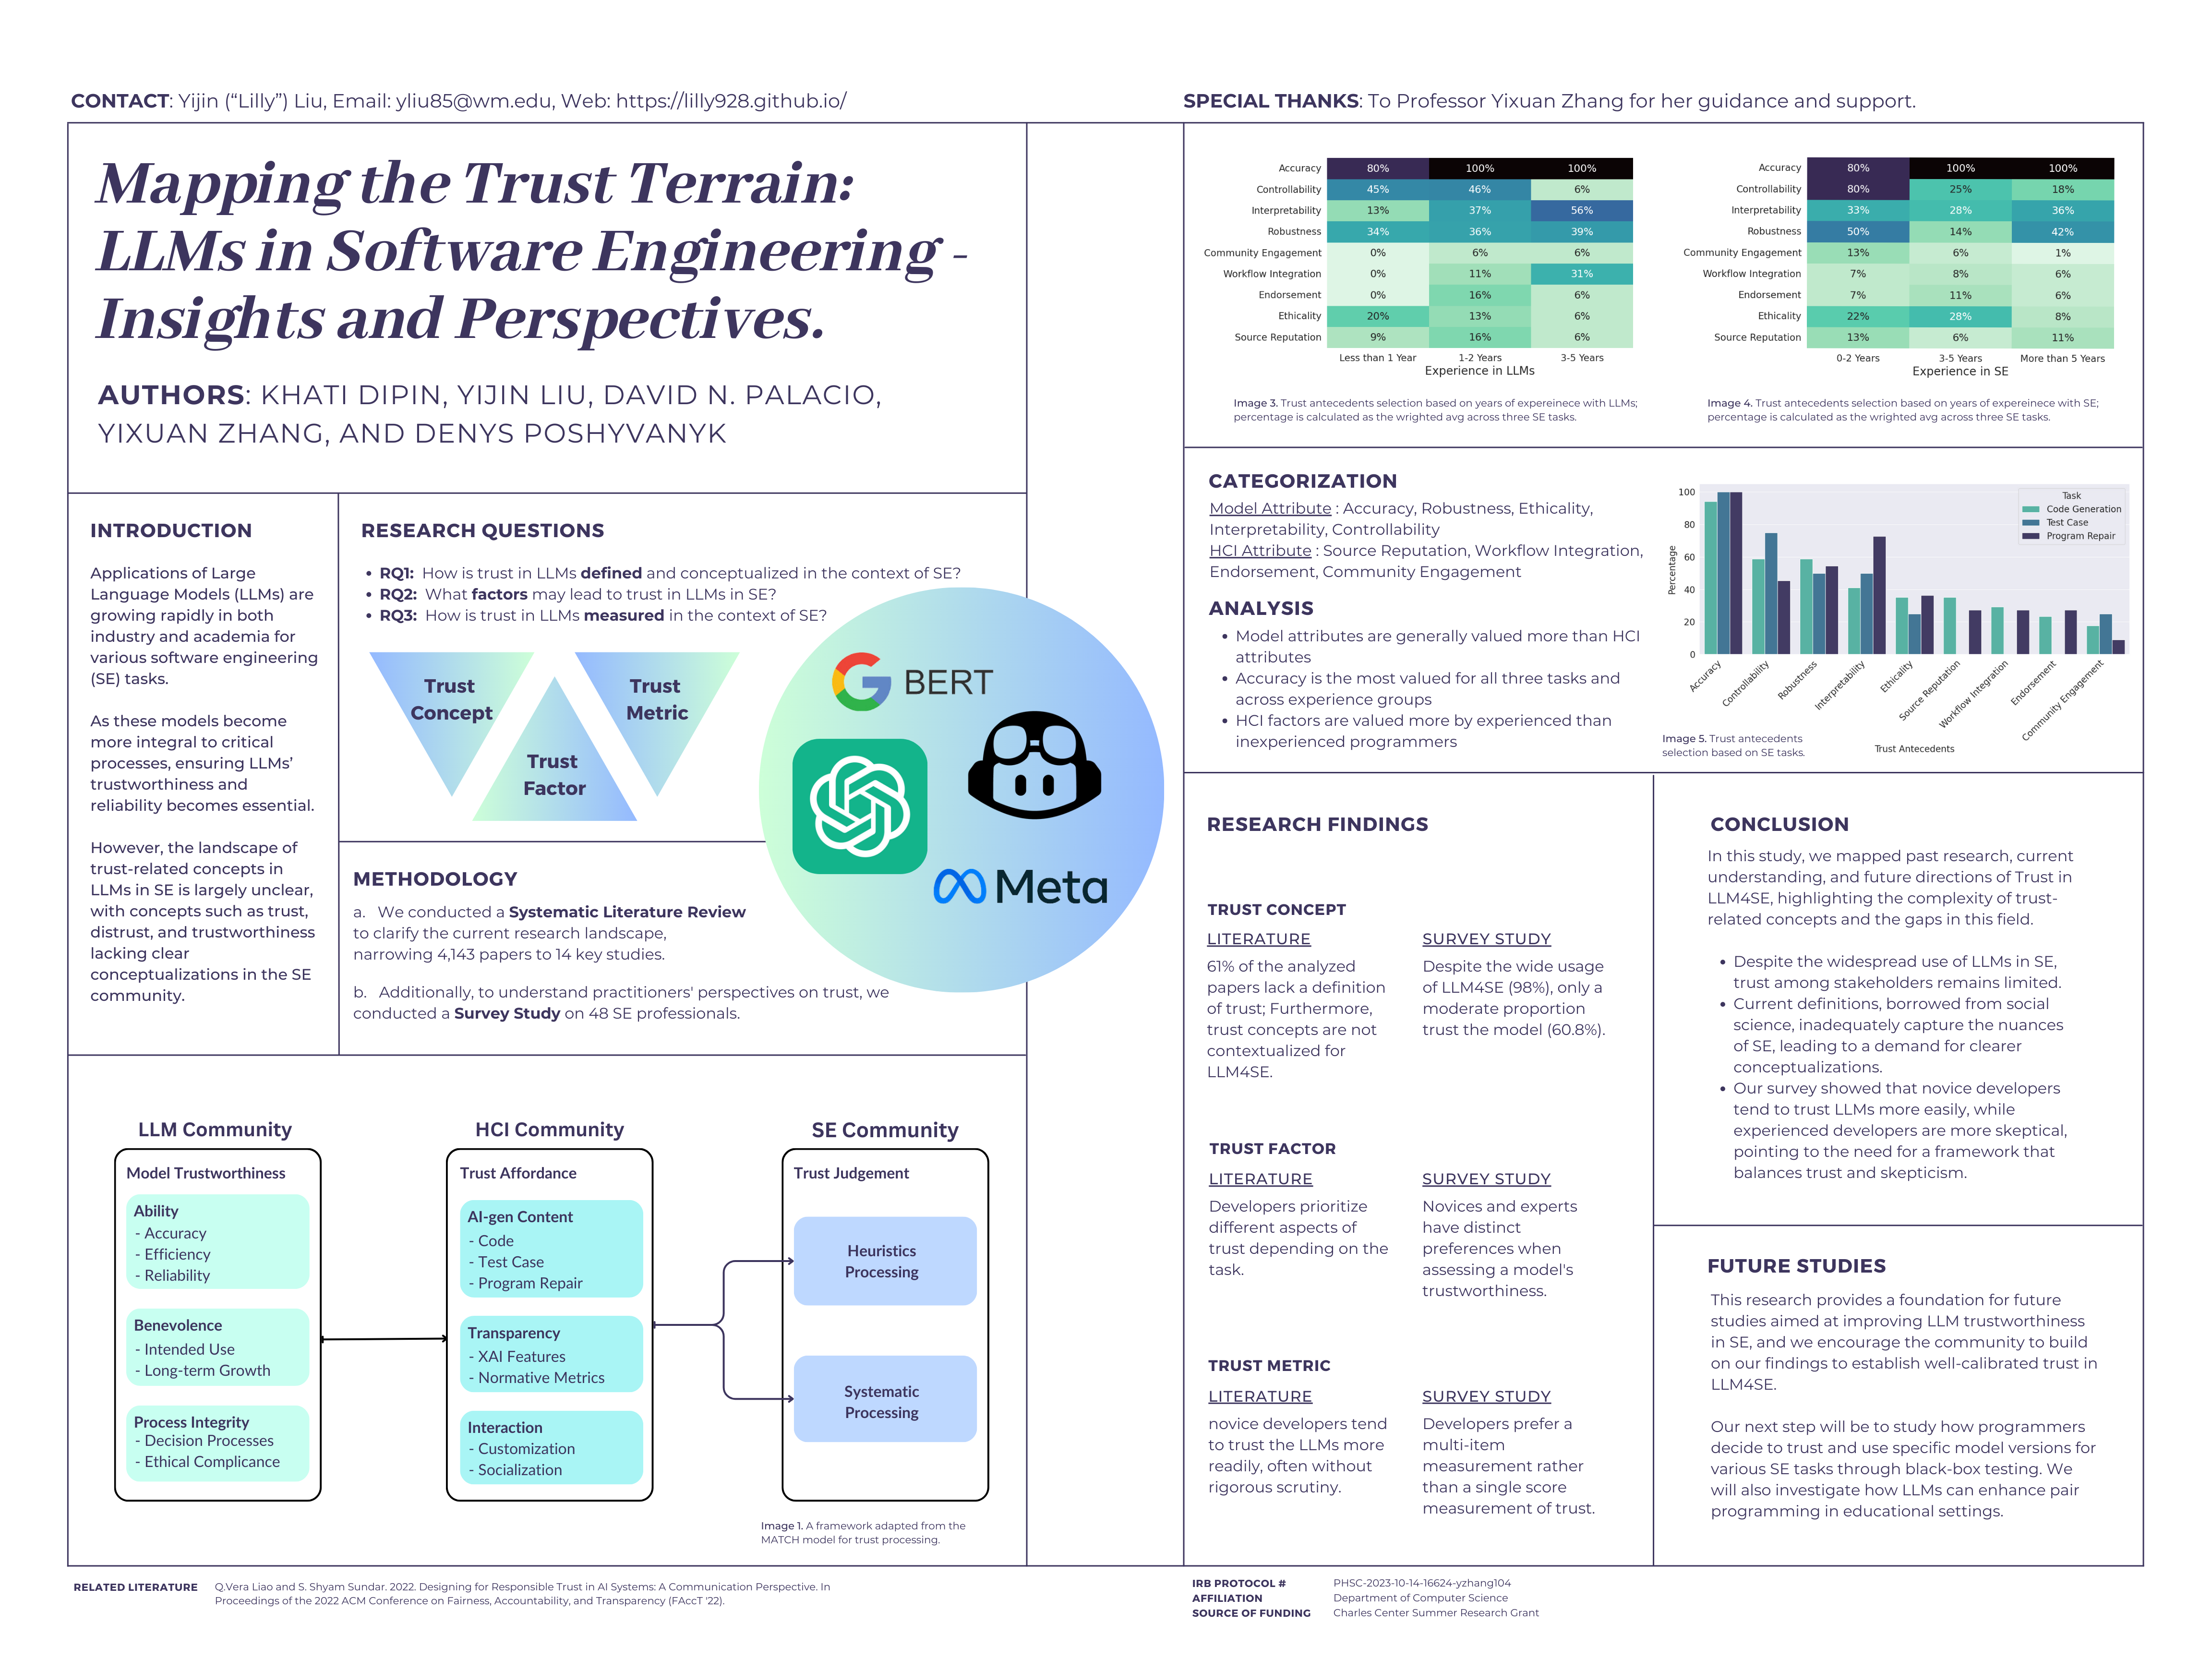 CONTACT: Yijin (“Lilly”) Liu, Email: yliu85@wm.edu, Web: https://lilly928.github.io/
SPECIAL THANKS: To Professor Yixuan Zhang for her guidance and support.
Mapping the Trust Terrain:
LLMs in Software Engineering -
Insights and Perspectives.
AUTHORS: KHATI DIPIN, YIJIN LIU, DAVID N. PALACIO,
YIXUAN ZHANG, AND DENYS POSHYVANYK
INTRODUCTION
Applications of Large
Language Models (LLMs) are
growing rapidly in both
industry and academia for
various software engineering
(SE) tasks.
As these models become
more integral to critical
processes, ensuring LLMs’
trustworthiness and
reliability becomes essential.
However, the landscape of
trust-related concepts in
LLMs in SE is largely unclear,
with concepts such as trust,
distrust, and trustworthiness
lacking clear
conceptualizations in the SE
community.
RESEARCH QUESTIONS
• RQ1: How is trust in LLMs defined and conceptualized in the context of SE?
• RQ2: What factors may lead to trust in LLMs in SE?
• RQ3: How is trust in LLMs measured in the context of SE?
Trust
Concept
Trust
Factor
Trust
Metric
BERT
Meta
METHODOLOGY
a. We conducted a Systematic Literature Review
to clarify the current research landscape,
narrowing 4,143 papers to 14 key studies.
b. Additionally, to understand practitioners' perspectives on trust, we
conducted a Survey Study on 48 SE professionals.
LLM Community
Model Trustworthiness
Ability
- Accuracy
- Efficiency
- Reliability
Benevolence
- Intended Use
- Long-term Growth
Process Integrity
- Decision Processes
- Ethical Complicance
HCI Community
Trust Affordance
AI-gen Content
- Code
- Test Case
- Program Repair
Transparency
- XAI Features
- Normative Metrics
Interaction
- Customization
- Socialization
SE Community
Trust Judgement
Heuristics
Processing
Systematic
Processing
Image 1. A framework adapted from the
MATCH model for trust processing.
Accuracy 80% 100% 100%
Controllability 45% 46% 6%
Interpretability 13% 37% 56%
Robustness 34% 36% 39%
Community Engagement 0% 6% 6%
Workflow Integration 0% 11% 31%
Endorsement 0% 16% 6%
Ethicality 20% 13% 6%
Source Reputation 9% 16% 6%
Less than 1 Year 1-2 Years 3-5 Years
Experience in LLMs
Image 3. Trust antecedents selection based on years of expereinece with LLMs;
percentage is calculated as the wrighted avg across three SE tasks.
Accuracy 80% 100% 100%
Controllability 80% 25% 18%
Interpretability 33% 28% 36%
Robustness 50% 14% 42%
Community Engagement 13% 6% 1%
Workflow Integration 7% 8% 6%
Endorsement 7% 11% 6%
Ethicality 22% 28% 8%
Source Reputation 13% 6% 11%
0-2 Years 3-5 Years More than 5 Years
Experience in SE
Image 4. Trust antecedents selection based on years of expereinece with SE;
percentage is calculated as the wrighted avg across three SE tasks.
CATEGORIZATION
Model Attribute : Accuracy, Robustness, Ethicality,
Interpretability, Controllability
HCI Attribute : Source Reputation, Workflow Integration,
Endorsement, Community Engagement
ANALYSIS
• Model attributes are generally valued more than HCI
attributes
• Accuracy is the most valued for all three tasks and
across experience groups
• HCI factors are valued more by experienced than
inexperienced programmers
Percentage
100
80
60
40
20
0
Task
Code Generation
Test Case
Program Repair
Accuracy
Controllability
Robustness
Interpretability
Ethicality
Source Reputation
Workflow Integration
Endorsement
Community Engagement
Trust Antecedents
Image 5. Trust antecedents
selection based on SE tasks.
RESEARCH FINDINGS
TRUST CONCEPT
LITERATURE
61% of the analyzed
papers lack a definition
of trust; Furthermore,
trust concepts are not
contextualized for
LLM4SE.
SURVEY STUDY
Despite the wide usage
of LLM4SE (98%), only a
moderate proportion
trust the model (60.8%).
TRUST FACTOR
LITERATURE
Developers prioritize
different aspects of
trust depending on the
task.
SURVEY STUDY
Novices and experts
have distinct
preferences when
assessing a model's
trustworthiness.
TRUST METRIC
LITERATURE
novice developers tend
to trust the LLMs more
readily, often without
rigorous scrutiny.
SURVEY STUDY
Developers prefer a
multi-item
measurement rather
than a single score
measurement of trust.
CONCLUSION
In this study, we mapped past research, current
understanding, and future directions of Trust in
LLM4SE, highlighting the complexity of trust-
related concepts and the gaps in this field.
• Despite the widespread use of LLMs in SE,
trust among stakeholders remains limited.
• Current definitions, borrowed from social
science, inadequately capture the nuances
of SE, leading to a demand for clearer
conceptualizations.
• Our survey showed that novice developers
tend to trust LLMs more easily, while
experienced developers are more skeptical,
pointing to the need for a framework that
balances trust and skepticism.
FUTURE STUDIES
This research provides a foundation for future
studies aimed at improving LLM trustworthiness
in SE, and we encourage the community to build
on our findings to establish well-calibrated trust in
LLM4SE.
Our next step will be to study how programmers
decide to trust and use specific model versions for
various SE tasks through black-box testing. We
will also investigate how LLMs can enhance pair
programming in educational settings.
RELATED LITERATURE Q.Vera Liao and S. Shyam Sundar. 2022. Designing for Responsible Trust in AI Systems: A Communication Perspective. In
Proceedings of the 2022 ACM Conference on Fairness, Accountability, and Transparency (FAccT '22).
IRB PROTOCOL # PHSC-2023-10-14-16624-yzhang104
AFFILIATION Department of Computer Science
SOURCE OF FUNDING Charles Center Summer Research Grant